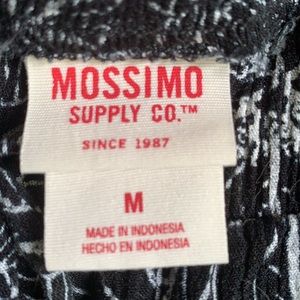 MOSSIMO
SUPPLY CO.™
SINCE 1987
M
MADE IN INDONESIA
HECHO EN INDONESIA